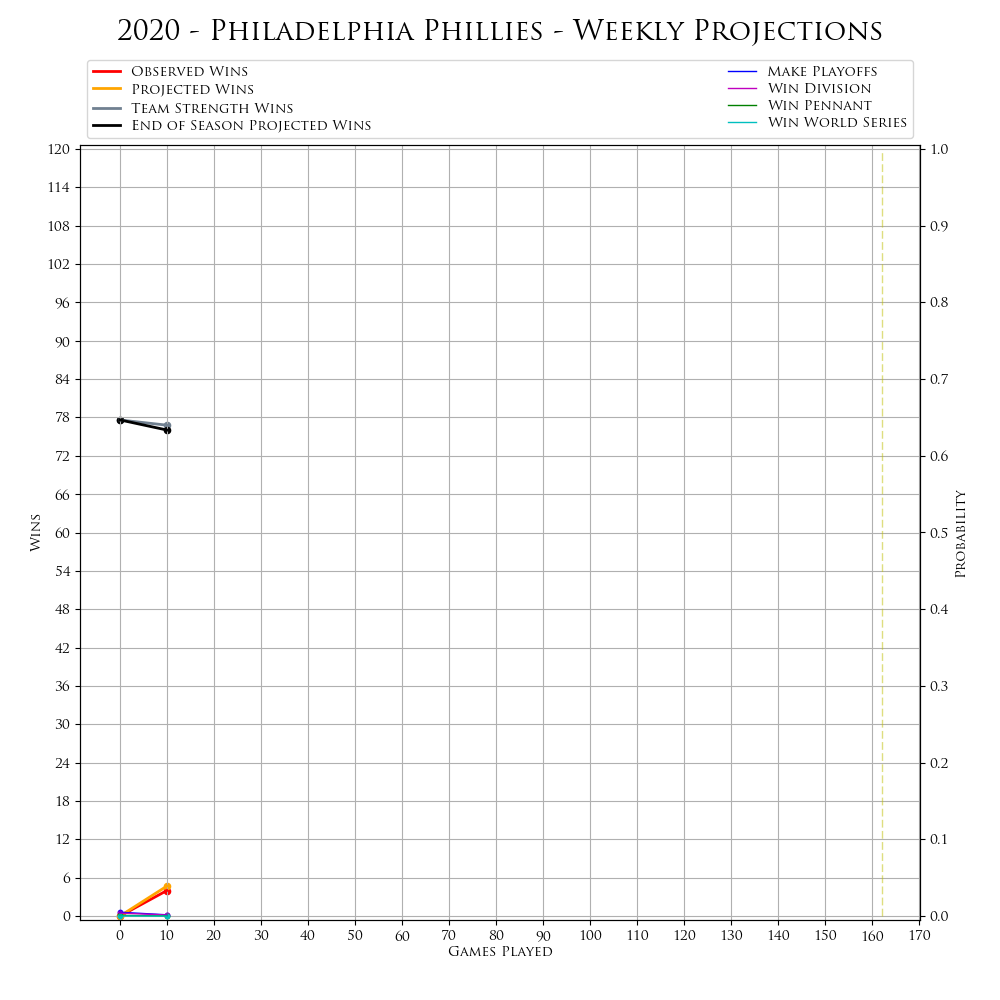 2020 - Philadelphia Phillies - Weekly Projections
Observed Wins
Projected Wins
Team Strength Wins
End of Season Projected Wins
Make Playoffs
Win Division
Win Pennant
Win World Series
120
114
108
102
96
90
84
78
72
66
60
54
48
42
36
30
24
18
12
6
0
Wins
1.0
0.9
0.8
0.7
0.6
0.5
0.4
0.3
0.2
0.1
0.0
Probability
0 10 20 30 40 50 60 70 80 90 100 110 120 130 140 150 160 170
Games Played